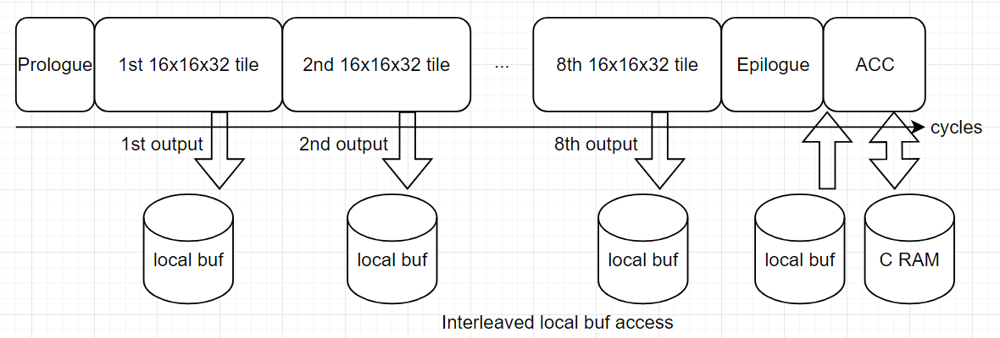 Prologue
1st 16x16x32 tile
2nd 16x16x32 tile
...
8th 16x16x32 tile
Epilogue
ACC
cycles
1st output
2nd output
8th output
local buf
local buf
local buf
local buf
C RAM
Interleaved local buf access